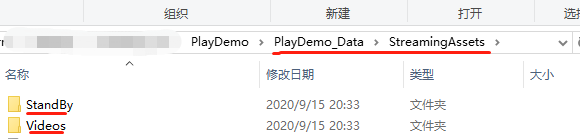 组织 新建 打开 选择
PlayDemo > PlayDemo_Data > StreamingAssets >
名称 修改日期 类型 大小
StandBy 2020/9/15 20:33 文件夹
Videos 2020/9/15 20:33 文件夹